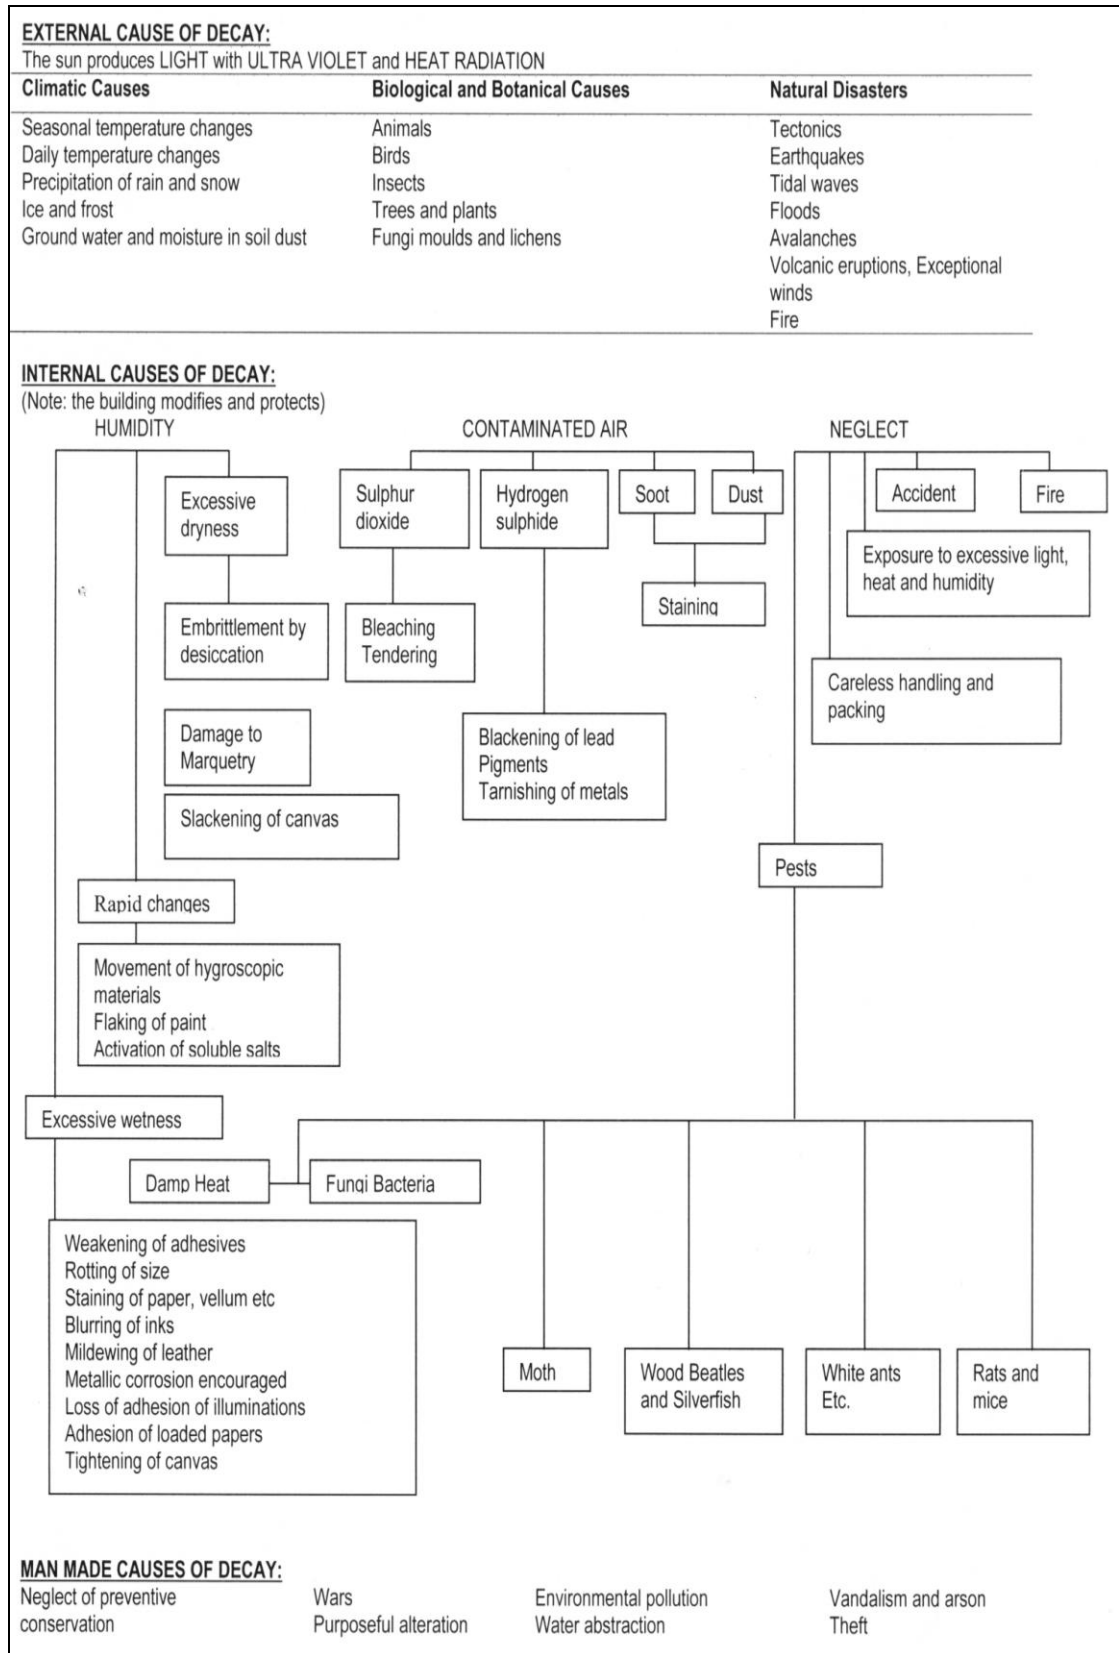 EXTERNAL CAUSE OF DECAY:
The sun produces LIGHT with ULTRA VIOLET and HEAT RADIATION
Climatic Causes
Seasonal temperature changes
Daily temperature changes
Precipitation of rain and snow
Ice and frost
Ground water and moisture in soil dust
Biological and Botanical Causes
Animals
Birds
Insects
Trees and plants
Fungi moulds and lichens
Natural Disasters
Tectonics
Earthquakes
Tidal waves
Floods
Avalanches
Volcanic eruptions, Exceptional
winds
Fire
INTERNAL CAUSES OF DECAY:
(Note: the building modifies and protects)
HUMIDITY
Excessive
dryness
Embrittlement by
desiccation
Damage to
Marquetry
Slackening of canvas
Rapid changes
Movement of hygroscopic
materials
Flaking of paint
Activation of soluble salts
Excessive wetness
Damp Heat
Fungi Bacteria
Weakening of adhesives
Rotting of size
Staining of paper, vellum etc
Blurring of inks
Mildewing of leather
Metallic corrosion encouraged
Loss of adhesion of illuminations
Adhesion of loaded papers
Tightening of canvas
CONTAMINATED AIR
Sulphur
dioxide
Bleaching
Tendering
Hydrogen
sulphide
Blackening of lead
Pigments
Tarnishing of metals
Soot
Dust
Staining
NEGLECT
Accident
Fire
Exposure to excessive light,
heat and humidity
Careless handling and
packing
Pests
Moth
Wood Beatles
and Silverfish
White ants
Etc.
Rats and
mice
MAN MADE CAUSES OF DECAY:
Neglect of preventive
conservation
Wars
Purposeful alteration
Environmental pollution
Water abstraction
Vandalism and arson
Theft